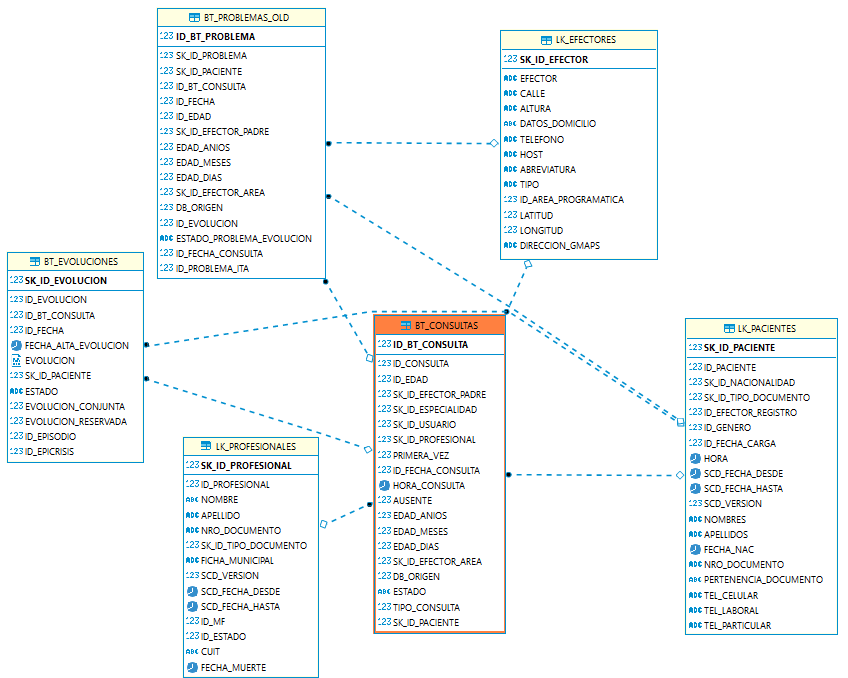 BT_PROBLEMAS_OLD
123 ID_BT_PROBLEMA
123 SK_ID_PROBLEMA
123 SK_ID_PACIENTE
123 ID_BT_CONSULTA
123 ID_FECHA
123 ID_EDAD
123 SK_ID_EFECTOR_PADRE
123 EDAD_ANIOS
123 EDAD_MESES
123 EDAD_DIAS
123 SK_ID_EFECTOR_AREA
123 DB_ORIGEN
123 ID_EVOLUCION
ABC ESTADO_PROBLEMA_EVOLUCION
123 ID_FECHA_CONSULTA
123 ID_PROBLEMA_ITA
LK_EFECTORES
123 SK_ID_EFECTOR
ABC EFECTOR
ABC CALLE
ABC ALTURA
ABC DATOS_DOMICILIO
ABC TELEFONO
ABC HOST
ABC ABREVIATURA
ABC TIPO
123 ID_AREA_PROGRAMATICA
123 LATITUD
123 LONGITUD
ABC DIRECCION_GMAPS
BT_EVOLUCIONES
123 SK_ID_EVOLUCION
123 ID_EVOLUCION
123 ID_BT_CONSULTA
123 ID_FECHA
FECHA_ALTA_EVOLUCION
EVOLUCION
123 SK_ID_PACIENTE
ABC ESTADO
123 EVOLUCION_CONJUNTA
123 EVOLUCION_RESERVADA
123 ID_EPISODIO
123 ID_EPICRISIS
BT_CONSULTAS
123 ID_BT_CONSULTA
123 ID_CONSULTA
123 ID_EDAD
123 SK_ID_EFECTOR_PADRE
123 SK_ID_ESPECIALIDAD
123 SK_ID_USUARIO
123 SK_ID_PROFESIONAL
123 PRIMERA_VEZ
123 ID_FECHA_CONSULTA
HORA_CONSULTA
123 AUSENTE
123 EDAD_ANIOS
123 EDAD_MESES
123 EDAD_DIAS
123 SK_ID_EFECTOR_AREA
123 DB_ORIGEN
ABC ESTADO
123 TIPO_CONSULTA
123 SK_ID_PACIENTE
LK_PACIENTES
123 SK_ID_PACIENTE
123 ID_PACIENTE
123 SK_ID_NACIONALIDAD
123 SK_ID_TIPO_DOCUMENTO
123 ID_EFECTOR_REGISTRO
123 ID_GENERO
123 ID_FECHA_CARGA
HORA
SCD_FECHA_DESDE
SCD_FECHA_HASTA
123 SCD_VERSION
ABC NOMBRES
ABC APELLIDOS
FECHA_NAC
ABC NRO_DOCUMENTO
ABC PERTENENCIA_DOCUMENTO
ABC TEL_CELULAR
ABC TEL_LABORAL
ABC TEL_PARTICULAR
LK_PROFESIONALES
123 SK_ID_PROFESIONAL
123 ID_PROFESIONAL
ABC NOMBRE
ABC APELLIDO
ABC NRO_DOCUMENTO
123 SK_ID_TIPO_DOCUMENTO
ABC FICHA_MUNICIPAL
123 SCD_VERSION
SCD_FECHA_DESDE
SCD_FECHA_HASTA
123 ID_MF
123 ID_ESTADO
ABC CUIT
FECHA_MUERTE